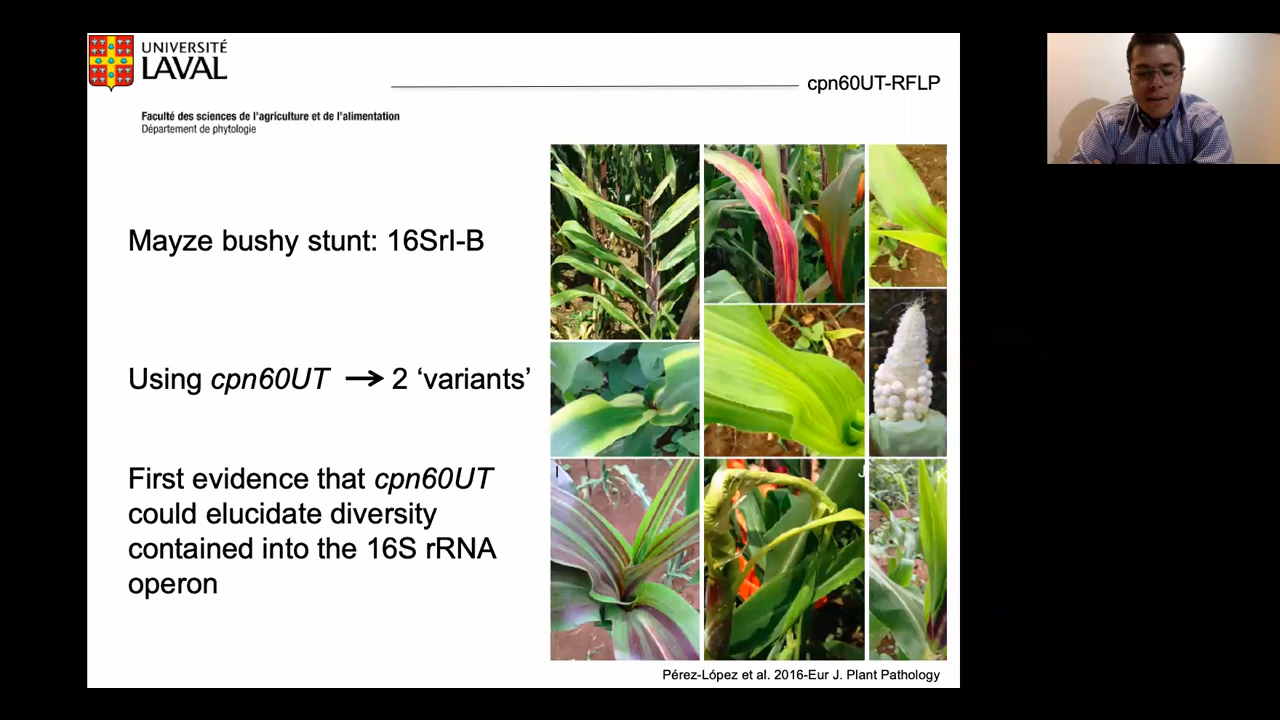 UNIVERSITÉ
LAVAL
cpn60UT-RFLP
Faculté des sciences de l'agriculture et de l'alimentation
Département de phytologie
Mayze bushy stunt: 16SrI-B
Using cpn60UT → 2 ‘variants’
First evidence that cpn60UT
could elucidate diversity
contained into the 16S rRNA
operon
I
J
Pérez-López et al. 2016-Eur J. Plant Pathology